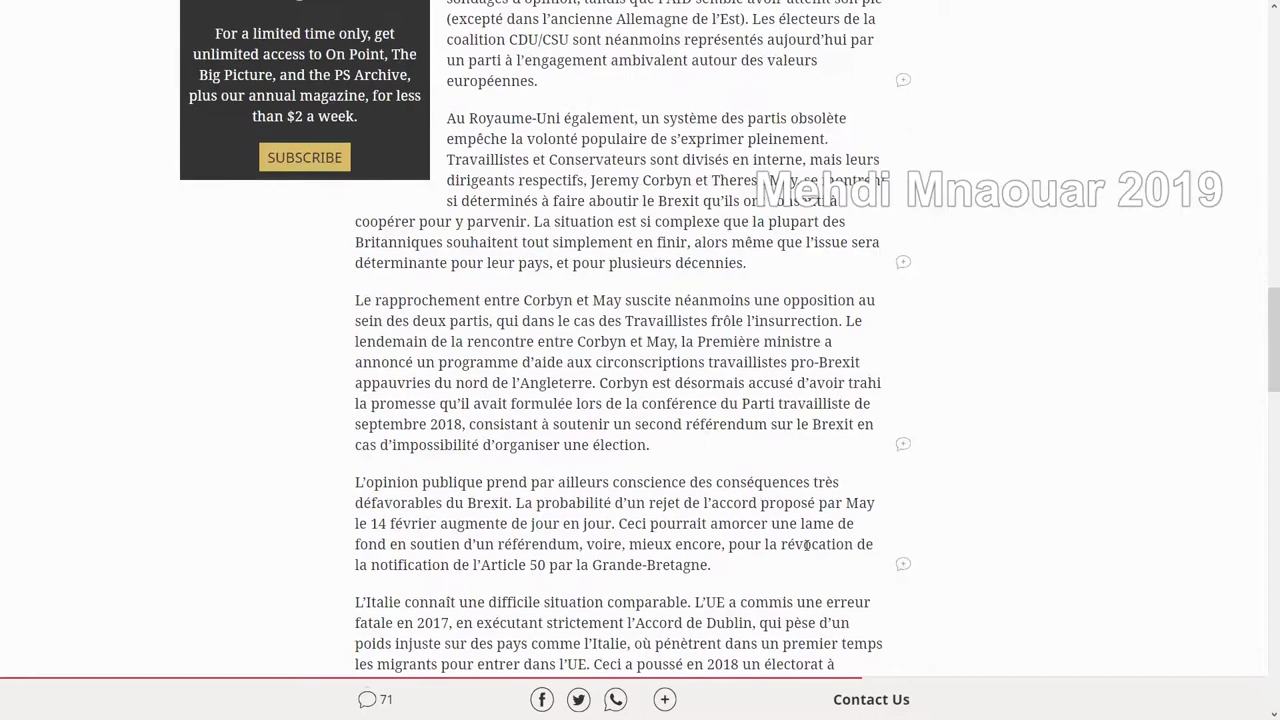 For a limited time only, get
unlimited access to On Point, The
Big Picture, and the PS Archive,
plus our annual magazine, for less
than $2 a week.
SUBSCRIBE
(excepté dans l’ancienne Allemagne de l’Est). Les électeurs de la
coalition CDU/CSU sont néanmoins représentés aujourd’hui par
un parti à l’engagement ambivalent autour des valeurs
européennes.
Au Royaume-Uni également, un système des partis obsolète
empêche la volonté populaire de s’exprimer pleinement.
Travaillistes et Conservateurs sont divisés en interne, mais leurs
dirigeants respectifs, Jeremy Corbyn et Theresa May, se montrent
si déterminés à faire aboutir le Brexit qu’ils ont
coopérer pour y parvenir. La situation est si complexe que la plupart des
Britanniques souhaitent tout simplement en finir, alors même que l’issue sera
déterminante pour leur pays, et pour plusieurs décennies.
Mehdi Mnaouar 2019
Le rapprochement entre Corbyn et May suscite néanmoins une opposition au
sein des deux partis, qui dans le cas des Travaillistes frôle l’insurrection. Le
lendemain de la rencontre entre Corbyn et May, la Première ministre a
annoncé un programme d’aide aux circonscriptions travaillistes pro-Brexit
appauvries du nord de l’Angleterre. Corbyn est désormais accusé d’avoir trahi
la promesse qu’il avait formulée lors de la conférence du Parti travailliste de
septembre 2018, consistant à soutenir un second référendum sur le Brexit en
cas d’impossibilité d’organiser une élection.
L’opinion publique prend par ailleurs conscience des conséquences très
défavorables du Brexit. La probabilité d’un rejet de l’accord proposé par May
le 14 février augmente de jour en jour. Ceci pourrait amorcer une lame de
fond en soutien d’un référendum, voire, mieux encore, pour la révocation de
la notification de l’Article 50 par la Grande-Bretagne.
L’Italie connaît une difficile situation comparable. L’UE a commis une erreur
fatale en 2017, en exécutant strictement l’Accord de Dublin, qui pèse d’un
poids injuste sur des pays comme l’Italie, où pénètrent dans un premier temps
les migrants pour entrer dans l’UE. Ceci a poussé en 2018 un électorat à
71
Contact Us